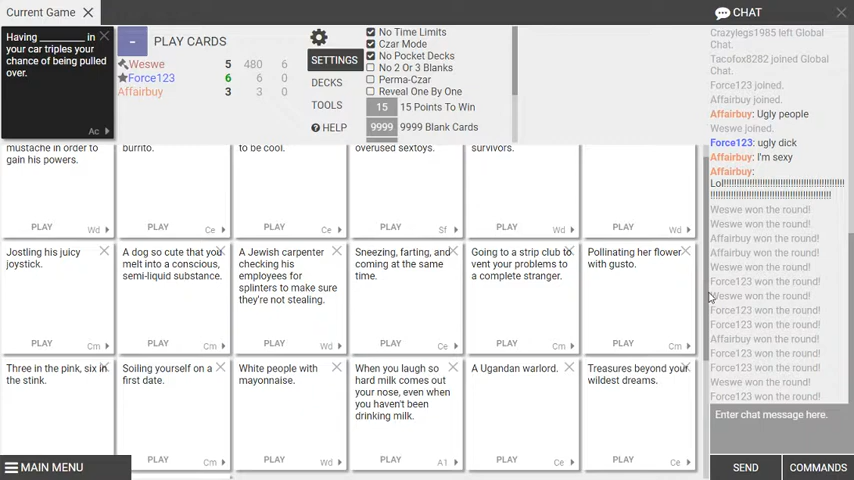 Current Game
CHAT
Having ________ in
your car triples your
chance of being pulled
over.
Ac
-
PLAY CARDS
Weswe 5 480 6
Force123 6 6 0
Affairbuy 3 3 0
SETTINGS
DECKS
TOOLS
HELP
No Time Limits
Czar Mode
No Pocket Decks
No 2 Or 3 Blanks
Perma-Czar
Reveal One By One
15 15 Points To Win
9999 9999 Blank Cards
mustache in order to
gain his powers.
PLAY Wd
burrito.
PLAY Ce
to be cool.
PLAY Ce
overused sextoys.
PLAY Sf
survivors.
PLAY Wd
PLAY Wd
Jostling his juicy
joystick.
PLAY Cm
A dog so cute that you
melt into a conscious,
semi-liquid substance.
PLAY Cm
A Jewish carpenter
checking his
employees for
splinters to make sure
they're not stealing.
PLAY Wd
Sneezing, farting, and
coming at the same
time.
PLAY Ce
Going to a strip club to
vent your problems to
a complete stranger.
PLAY Cm
Pollinating her flower
with gusto.
PLAY Cm
Three in the pink, six in
the stink.
PLAY
Soiling yourself on a
first date.
PLAY Cm
White people with
mayonnaise.
PLAY Wd
When you laugh so
hard milk comes out
your nose, even when
you haven't been
drinking milk.
PLAY A1
A Ugandan warlord.
PLAY Ce
Treasures beyond your
wildest dreams.
PLAY Ce
MAIN MENU
Crazylegs1985 left Global
Chat.
Tacofox8282 joined Global
Chat.
Force123 joined.
Affairbuy joined.
Affairbuy: Ugly people
Weswe joined.
Force123: ugly dick
Affairbuy: I'm sexy
Affairbuy:
Weswe won the round!
Weswe won the round!
Affairbuy won the round!
Affairbuy won the round!
Weswe won the round!
Force123 won the round!
Weswe won the round!
Force123 won the round!
Force123 won the round!
Affairbuy won the round!
Force123 won the round!
Force123 won the round!
Weswe won the round!
Force123 won the round!
Enter chat message here.
SEND
COMMANDS